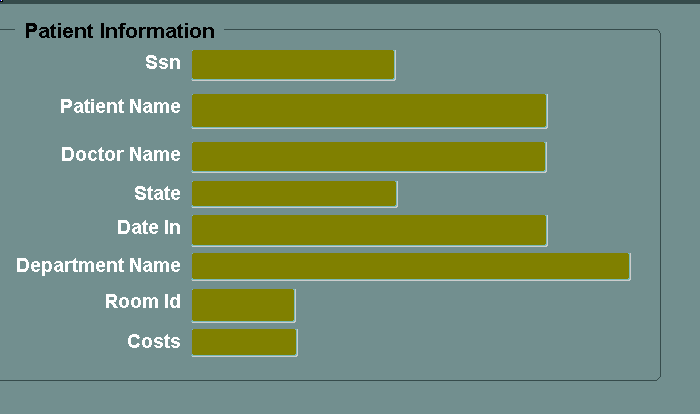 Patient Information
Ssn
Patient Name
Doctor Name
State
Date In
Department Name
Room Id
Costs